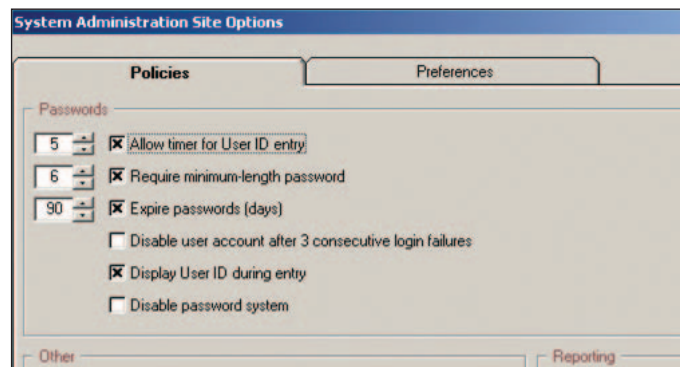 System Administration Site Options
Policies
Preferences
Passwords
5 Allow timer for User ID entry
6 Require minimum-length password
90 Expire passwords (days)
Disable user account after 3 consecutive login failures
Display User ID during entry
Disable password system
Other
Reporting